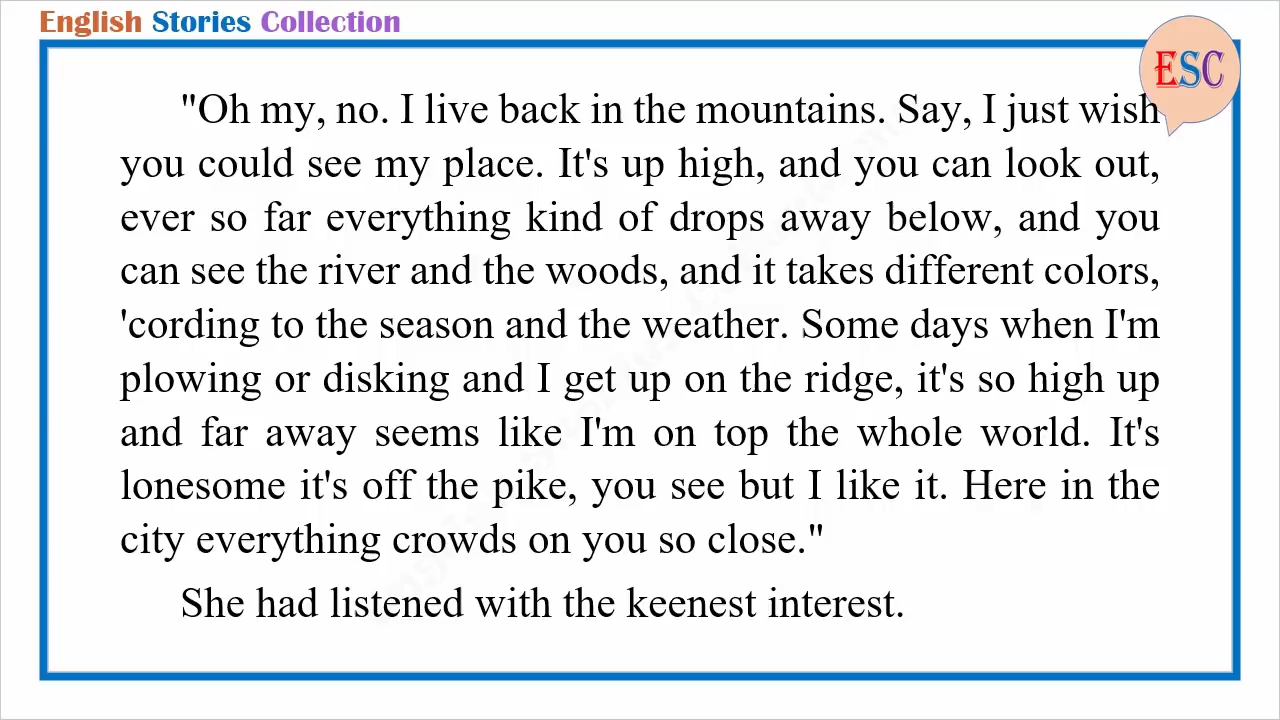 English Stories Collection
ESC
"Oh my, no. I live back in the mountains. Say, I just wish
you could see my place. It's up high, and you can look out,
ever so far everything kind of drops away below, and you
can see the river and the woods, and it takes different colors,
'cording to the season and the weather. Some days when I'm
plowing or disking and I get up on the ridge, it's so high up
and far away seems like I'm on top the whole world. It's
lonesome it's off the pike, you see but I like it. Here in the
city everything crowds on you so close."
She had listened with the keenest interest.